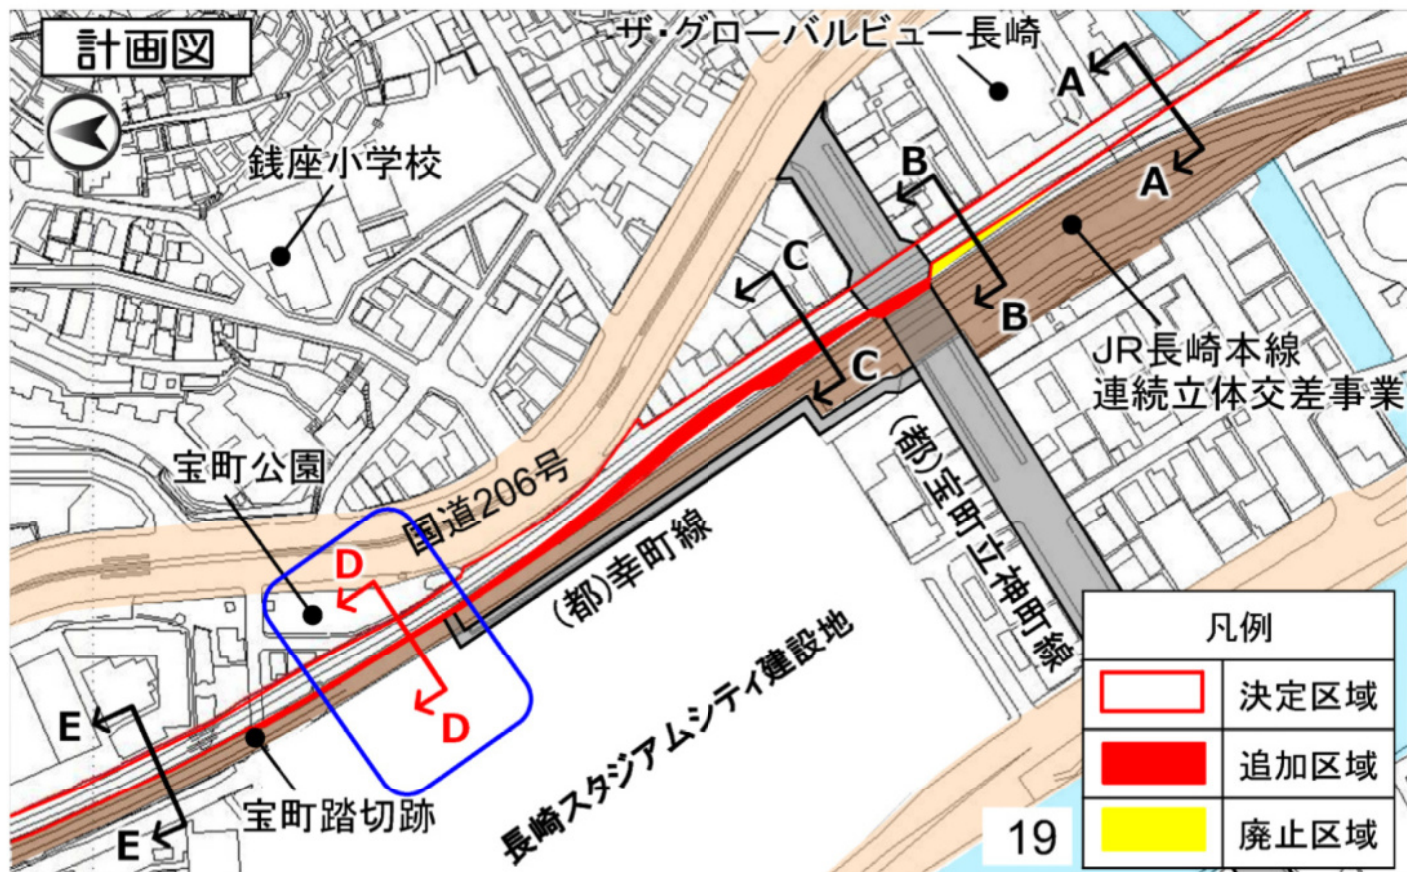 計画図
ザ・グローバルビュー長崎
銭座小学校
A
A
B
B
C
C
JR長崎本線
連続立体交差事業
宝町公園
国道206号
(都)幸町線
(都)宝町立神町線
D
D
長崎スタジアムシティ建設地
E
E
宝町踏切跡
凡例
決定区域
追加区域
廃止区域
19